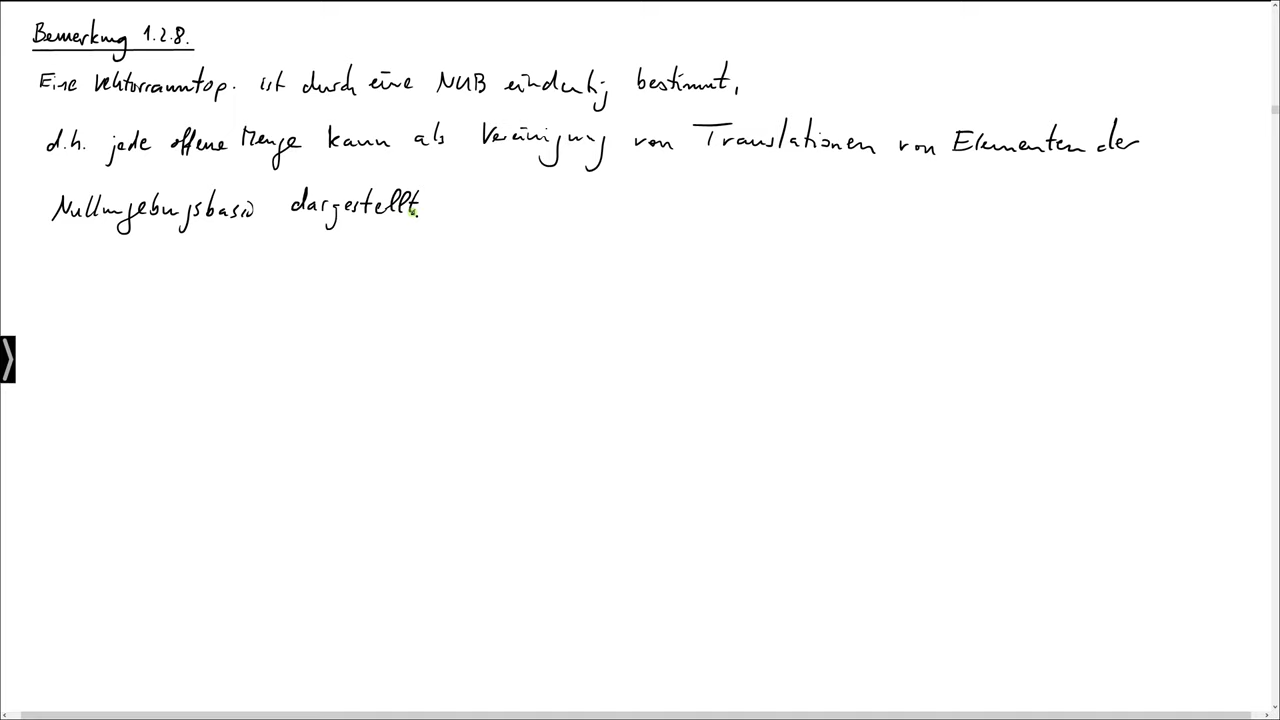 Bemerkung 1.2.8.
Eine Vektorraumtop. ist durch eine NUB eindeutig bestimmt,
d.h. jede offene Menge kann als Vereinigung von Translationen von Elementen der
Nullumgebungsbasis dargestellt